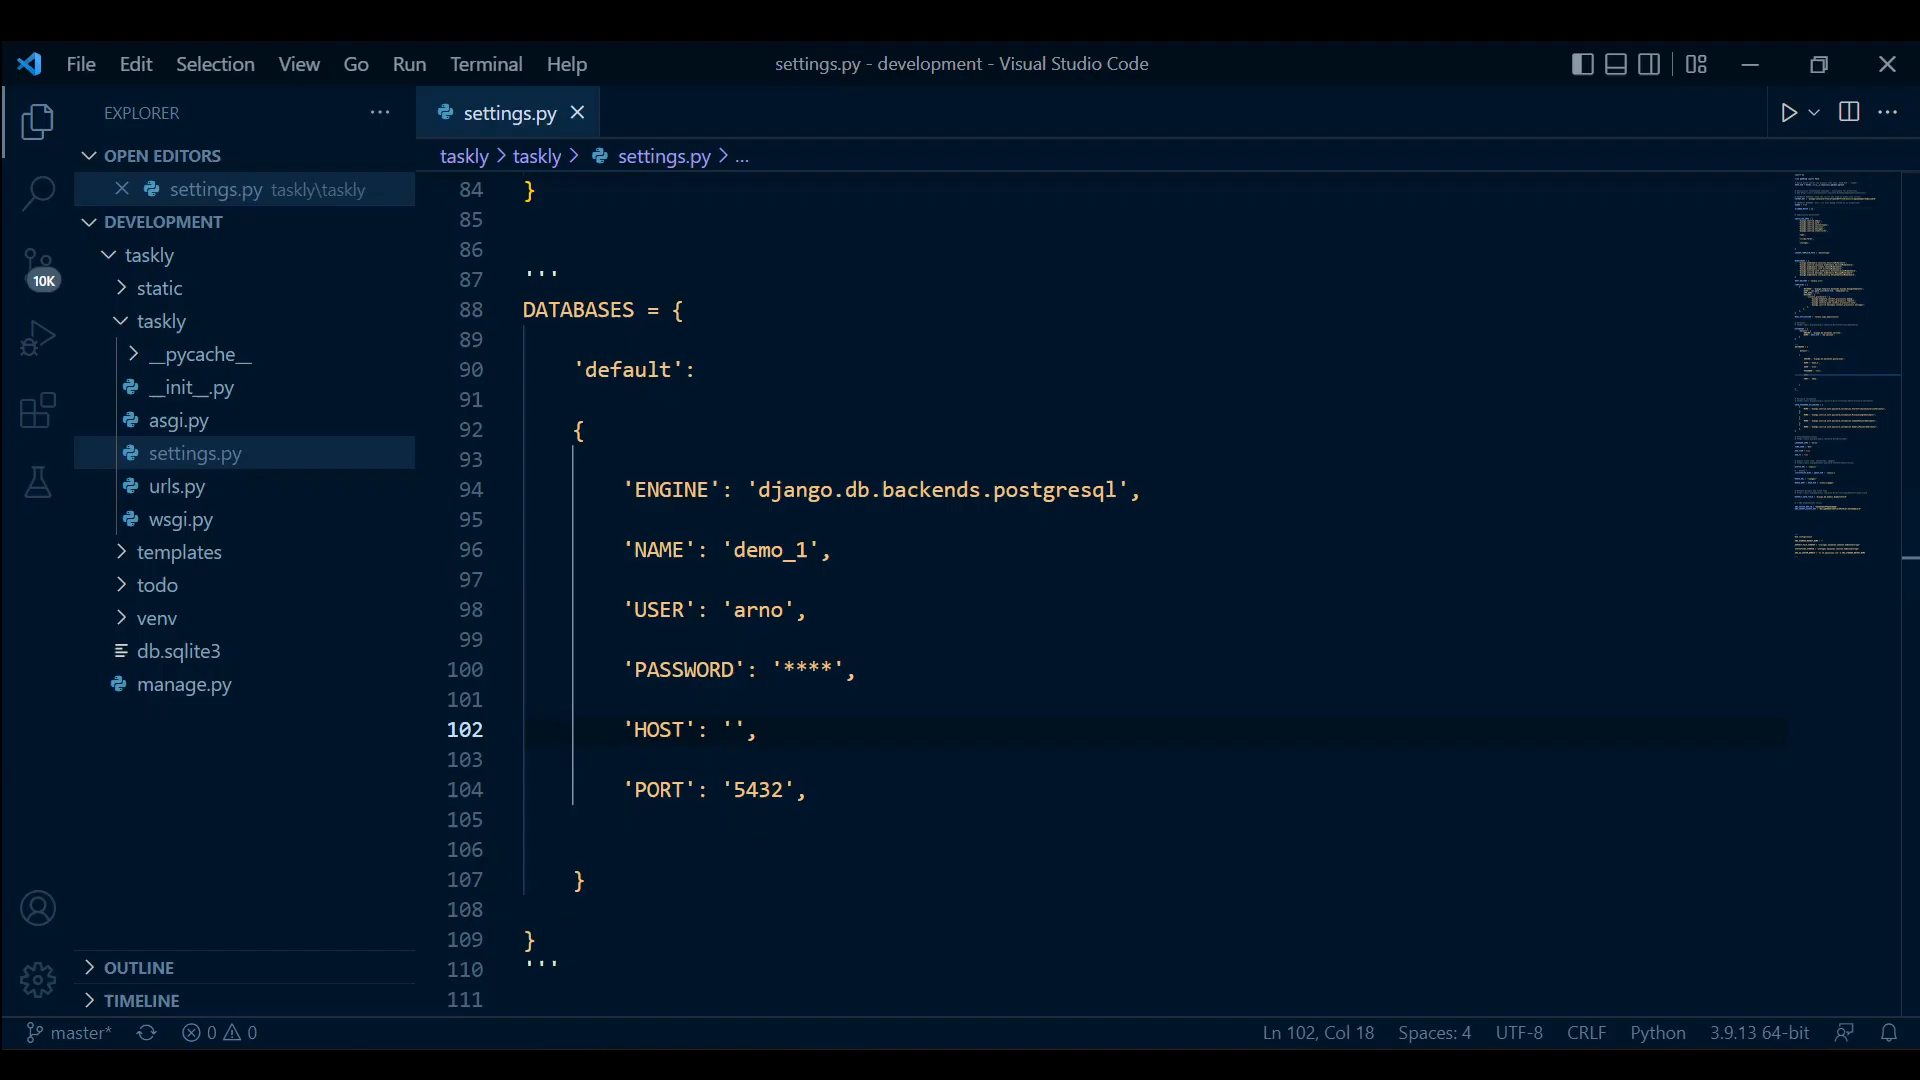 File Edit Selection View Go Run Terminal Help
settings.py - development - Visual Studio Code
EXPLORER
OPEN EDITORS
settings.py taskly\taskly
DEVELOPMENT
taskly
static
taskly
__pycache__
__init__.py
asgi.py
settings.py
urls.py
wsgi.py
templates
todo
venv
db.sqlite3
manage.py
OUTLINE
TIMELINE
10K
settings.py
taskly > taskly > settings.py > ...
84 }
85
86
87 '''
88 DATABASES = {
89
90 'default':
91
92 {
93
94 'ENGINE': 'django.db.backends.postgresql',
95
96 'NAME': 'demo_1',
97
98 'USER': 'arno',
99
100 'PASSWORD': '****',
101
102 'HOST': '',
103
104 'PORT': '5432',
105
106
107 }
108
109 }
110 '''
111
master* 0 0
Ln 102, Col 18 Spaces: 4 UTF-8 CRLF Python 3.9.13 64-bit